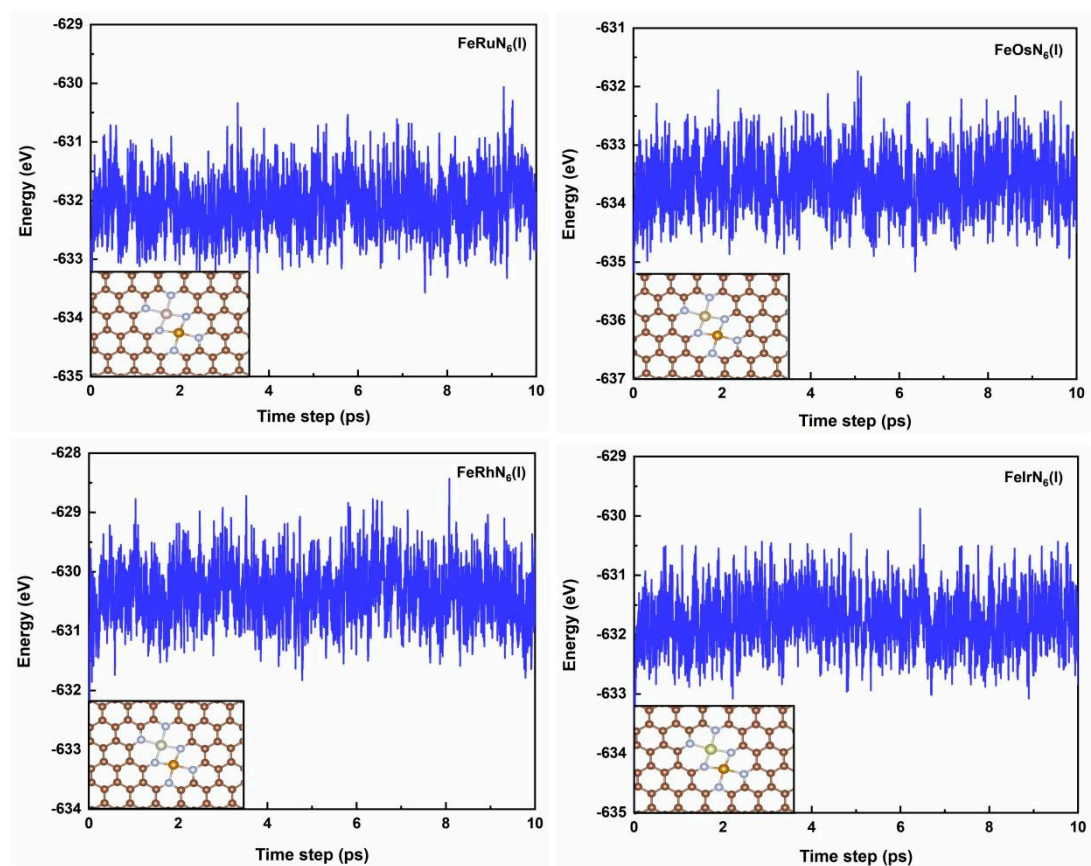 -629
-630
-631
-632
-633
-634
-635
Energy (eV)
FeRuN₆(I)
0 2 4 6 8 10
Time step (ps)
-631
-632
-633
-634
-635
-636
-637
Energy (eV)
FeOsN₆(I)
0 2 4 6 8 10
Time step (ps)
-628
-629
-630
-631
-632
-633
-634
Energy (eV)
FeRhN₆(I)
0 2 4 6 8 10
Time step (ps)
-629
-630
-631
-632
-633
-634
-635
Energy (eV)
FeIrN₆(I)
0 2 4 6 8 10
Time step (ps)